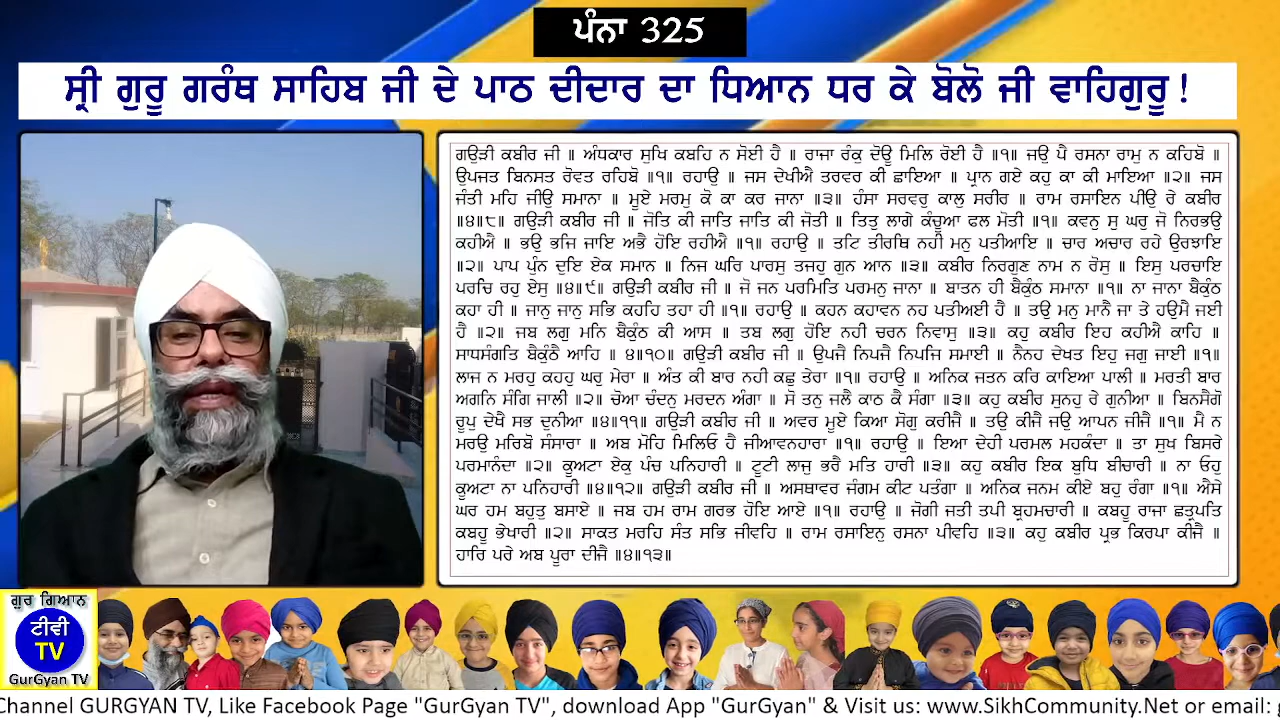 ਪੰਨਾ 325
ਸ੍ਰੀ ਗੁਰੂ ਗਰੰਥ ਸਾਹਿਬ ਜੀ ਦੇ ਪਾਠ ਦੀਦਾਰ ਦਾ ਧਿਆਨ ਧਰ ਕੇ ਬੋਲੋ ਜੀ ਵਾਹਿਗੁਰੂ !
ਗਉੜੀ ਕਬੀਰ ਜੀ ॥ ਅੰਧਕਾਰ ਸੁਖਿ ਕਬਹਿ ਨ ਸੋਈ ਹੈ ॥ ਰਾਜਾ ਰੰਕੁ ਦੋਊ ਮਿਲਿ ਰੋਈ ਹੈ ॥੧॥ ਜਉ ਪੈ ਰਸਨਾ ਰਾਮੁ ਨ ਕਹਿਬੋ ॥
ਉਪਜਤ ਬਿਨਸਤ ਰੋਵਤ ਰਹਿਬੋ ॥੧॥ ਰਹਾਉ ॥ ਜਸ ਦੇਖੀਐ ਤਰਵਰ ਕੀ ਛਾਇਆ ॥ ਪ੍ਰਾਨ ਗਏ ਕਹੁ ਕਾ ਕੀ ਮਾਇਆ ॥੨॥ ਜਸ
ਜੰਤੀ ਮਹਿ ਜੀਉ ਸਮਾਨਾ ॥ ਮੂਏ ਮਰਮੁ ਕੋ ਕਾ ਕਰ ਜਾਨਾ ॥੩॥ ਹੰਸਾ ਸਰਵਰੁ ਕਾਲੁ ਸਰੀਰ ॥ ਰਾਮ ਰਸਾਇਨ ਪੀਉ ਰੇ ਕਬੀਰ
॥੪॥੮॥ ਗਉੜੀ ਕਬੀਰ ਜੀ ॥ ਜੋਤਿ ਕੀ ਜਾਤਿ ਜਾਤਿ ਕੀ ਜੋਤੀ ॥ ਤਿਤੁ ਲਾਗੇ ਕੰਚੂਆ ਫਲ ਮੋਤੀ ॥੧॥ ਕਵਨੁ ਸੁ ਘਰੁ ਜੋ ਨਿਰਭਉ
ਕਹੀਐ ॥ ਭਉ ਭਜਿ ਜਾਇ ਅਭੈ ਹੋਇ ਰਹੀਐ ॥੧॥ ਰਹਾਉ ॥ ਤਟਿ ਤੀਰਥਿ ਨਹੀ ਮਨੁ ਪਤੀਆਇ ॥ ਚਾਰ ਅਚਾਰ ਰਹੇ ਉਰਝਾਇ
॥੨॥ ਪਾਪ ਪੁੰਨ ਦੁਇ ਏਕ ਸਮਾਨ ॥ ਨਿਜ ਘਰਿ ਪਾਰਸੁ ਤਜਹੁ ਗੁਨ ਆਨ ॥੩॥ ਕਬੀਰ ਨਿਰਗੁਣ ਨਾਮ ਨ ਰੋਸੁ ॥ ਇਸੁ ਪਰਚਾਇ
ਪਰਚਿ ਰਹੁ ਏਸੁ ॥੪॥੯॥ ਗਉੜੀ ਕਬੀਰ ਜੀ ॥ ਜੋ ਜਨ ਪਰਮਿਤਿ ਪਰਮਨੁ ਜਾਨਾ ॥ ਬਾਤਨ ਹੀ ਬੈਕੁੰਠ ਸਮਾਨਾ ॥੧॥ ਨਾ ਜਾਨਾ ਬੈਕੁੰਠ
ਕਹਾ ਹੀ ॥ ਜਾਨੁ ਜਾਨੁ ਸਭਿ ਕਹਹਿ ਤਹਾ ਹੀ ॥੧॥ ਰਹਾਉ ॥ ਕਹਨ ਕਹਾਵਨ ਨਹ ਪਤੀਅਈ ਹੈ ॥ ਤਉ ਮਨੁ ਮਾਨੈ ਜਾ ਤੇ ਹਉਮੈ ਜਈ
ਹੈ ॥੨॥ ਜਬ ਲਗੁ ਮਨਿ ਬੈਕੁੰਠ ਕੀ ਆਸ ॥ ਤਬ ਲਗੁ ਹੋਇ ਨਹੀ ਚਰਨ ਨਿਵਾਸੁ ॥੩॥ ਕਹੁ ਕਬੀਰ ਇਹ ਕਹੀਐ ਕਾਹਿ ॥
ਸਾਧਸੰਗਤਿ ਬੈਕੁੰਠੈ ਆਹਿ ॥ ੪॥੧੦॥ ਗਉੜੀ ਕਬੀਰ ਜੀ ॥ ਉਪਜੈ ਨਿਪਜੈ ਨਿਪਜਿ ਸਮਾਈ ॥ ਨੈਨਹ ਦੇਖਤ ਇਹੁ ਜਗੁ ਜਾਈ ॥੧॥
ਲਾਜ ਨ ਮਰਹੁ ਕਹਹੁ ਘਰੁ ਮੇਰਾ ॥ ਅੰਤ ਕੀ ਬਾਰ ਨਹੀ ਕਛੁ ਤੇਰਾ ॥੧॥ ਰਹਾਉ ॥ ਅਨਿਕ ਜਤਨ ਕਰਿ ਕਾਇਆ ਪਾਲੀ ॥ ਮਰਤੀ ਬਾਰ
ਅਗਨਿ ਸੰਗਿ ਜਾਲੀ ॥੨॥ ਚੋਆ ਚੰਦਨੁ ਮਰਦਨ ਅੰਗਾ ॥ ਸੋ ਤਨੁ ਜਲੈ ਕਾਠ ਕੈ ਸੰਗਾ ॥੩॥ ਕਹੁ ਕਬੀਰ ਸੁਨਹੁ ਰੇ ਗੁਨੀਆ ॥ ਬਿਨਸੈਗੋ
ਰੂਪੁ ਦੇਖੈ ਸਭ ਦੁਨੀਆ ॥੪॥੧੧॥ ਗਉੜੀ ਕਬੀਰ ਜੀ ॥ ਅਵਰ ਮੂਏ ਕਿਆ ਸੋਗੁ ਕਰੀਜੈ ॥ ਤਉ ਕੀਜੈ ਜਉ ਆਪਨ ਜੀਜੈ ॥੧॥ ਮੈ ਨ
ਮਰਉ ਮਰਿਬੋ ਸੰਸਾਰਾ ॥ ਅਬ ਮੋਹਿ ਮਿਲਿਓ ਹੈ ਜੀਆਵਨਹਾਰਾ ॥੧॥ ਰਹਾਉ ॥ ਇਆ ਦੇਹੀ ਪਰਮਲ ਮਹਕੰਦਾ ॥ ਤਾ ਸੁਖ ਬਿਸਰੇ
ਪਰਮਾਨੰਦਾ ॥੨॥ ਕੂਅਟਾ ਏਕੁ ਪੰਚ ਪਨਿਹਾਰੀ ॥ ਟੂਟੀ ਲਾਜੁ ਭਰੈ ਮਤਿ ਹਾਰੀ ॥੩॥ ਕਹੁ ਕਬੀਰ ਇਕ ਬੁਧਿ ਬੀਚਾਰੀ ॥ ਨਾ ਓਹੁ
ਕੂਅਟਾ ਨਾ ਪਨਿਹਾਰੀ ॥੪॥੧੨॥ ਗਉੜੀ ਕਬੀਰ ਜੀ ॥ ਅਸਥਾਵਰ ਜੰਗਮ ਕੀਟ ਪਤੰਗਾ ॥ ਅਨਿਕ ਜਨਮ ਕੀਏ ਬਹੁ ਰੰਗਾ ॥੧॥ ਐਸੇ
ਘਰ ਹਮ ਬਹੁਤੁ ਬਸਾਏ ॥ ਜਬ ਹਮ ਰਾਮ ਗਰਭ ਹੋਇ ਆਏ ॥੧॥ ਰਹਾਉ ॥ ਜੋਗੀ ਜਤੀ ਤਪੀ ਬ੍ਰਹਮਚਾਰੀ ॥ ਕਬਹੂ ਰਾਜਾ ਛਤ੍ਰਪਤਿ
ਕਬਹੂ ਭੇਖਾਰੀ ॥੨॥ ਸਾਕਤ ਮਰਹਿ ਸੰਤ ਸਭਿ ਜੀਵਹਿ ॥ ਰਾਮ ਰਸਾਇਨੁ ਰਸਨਾ ਪੀਵਹਿ ॥੩॥ ਕਹੁ ਕਬੀਰ ਪ੍ਰਭ ਕਿਰਪਾ ਕੀਜੈ ॥
ਹਾਰਿ ਪਰੇ ਅਬ ਪੂਰਾ ਦੀਜੈ ॥੪॥੧੩॥
ਗੁਰ ਗਿਆਨ
ਟੀਵੀ
TV
GurGyan TV
Channel GURGYAN TV, Like Facebook Page "GurGyan TV", download App "GurGyan" & Visit us: www.SikhCommunity.Net or email: